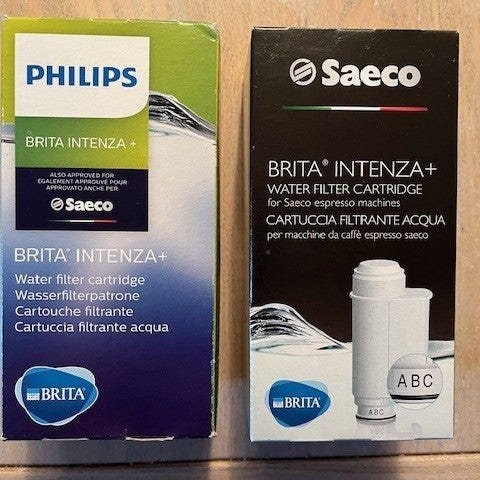 PHILIPS
BRITA INTENZA +
ALSO APPROVED FOR
EGALEMENT APPROUVÉ POUR
APPROVATO ANCHE PER
Saeco
BRITA® INTENZA+
Water filter cartridge
Wasserfilterpatrone
Cartouche filtrante
Cartuccia filtrante acqua
BRITA®
Saeco
BRITA® INTENZA+
WATER FILTER CARTRIDGE
for Saeco espresso machines
CARTUCCIA FILTRANTE ACQUA
per macchine da caffè espresso saeco
ABC
ABC
BRITA®